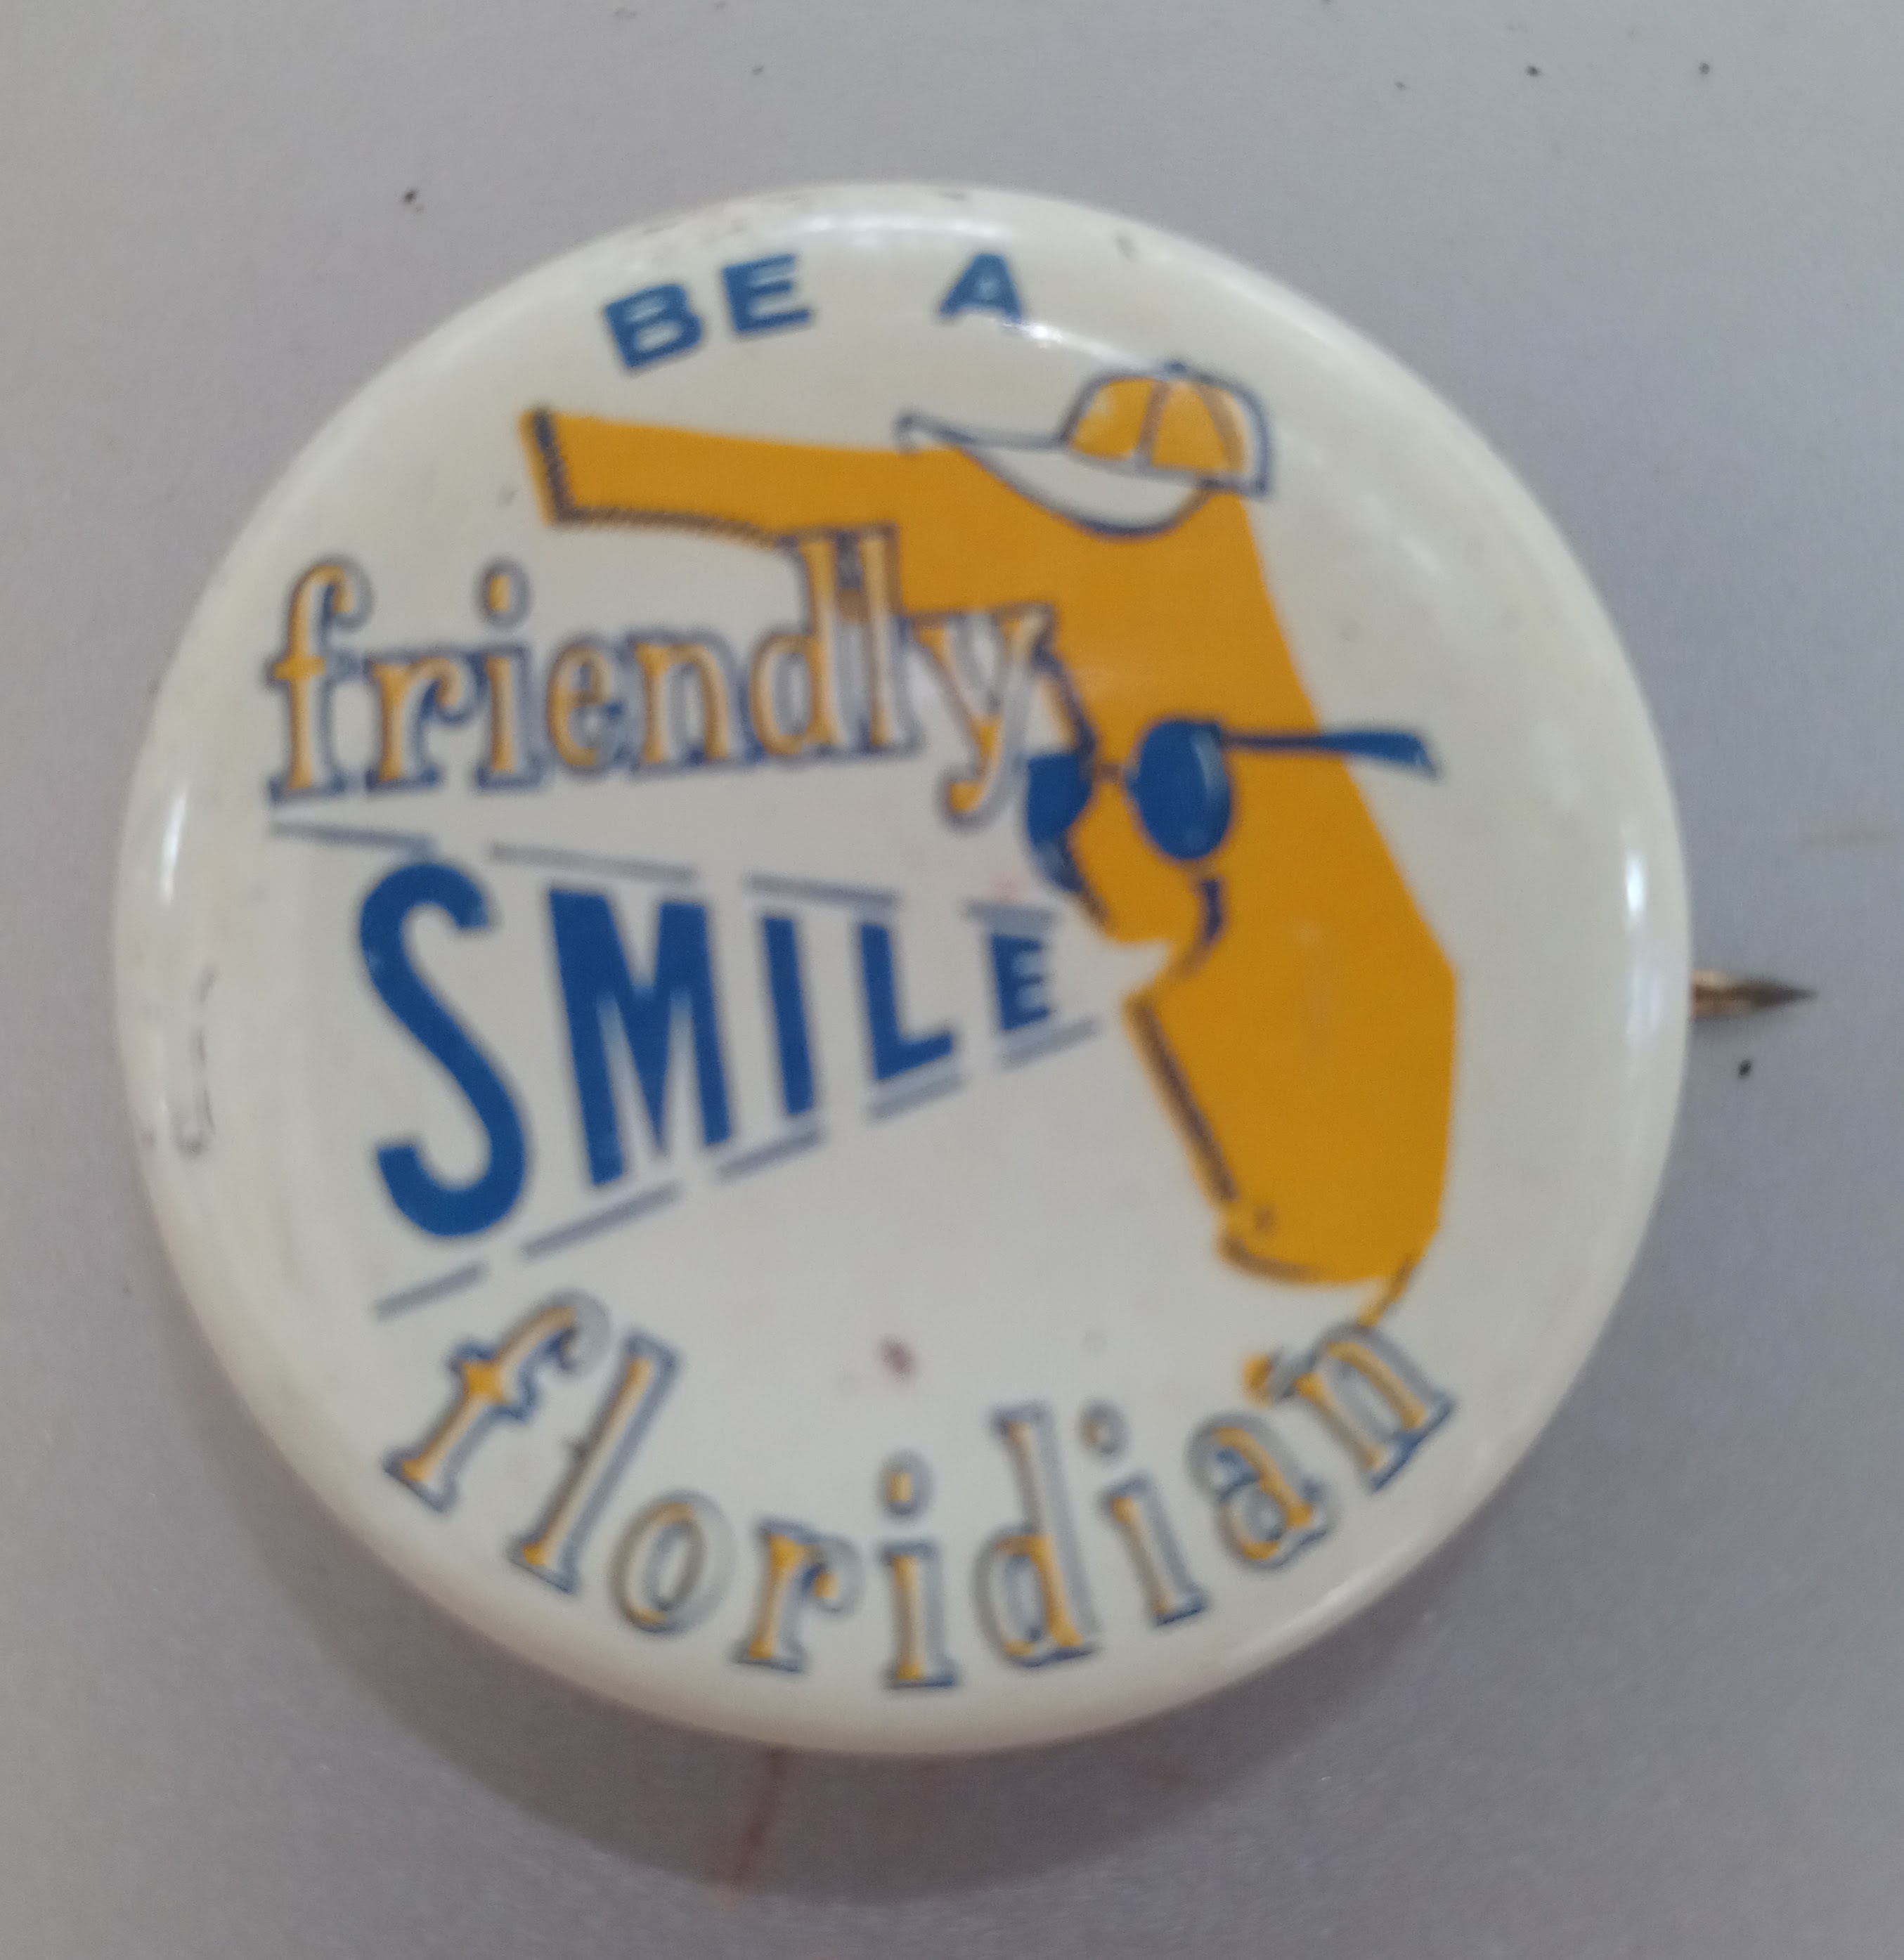 BE A
friendly
SMILE
floridian